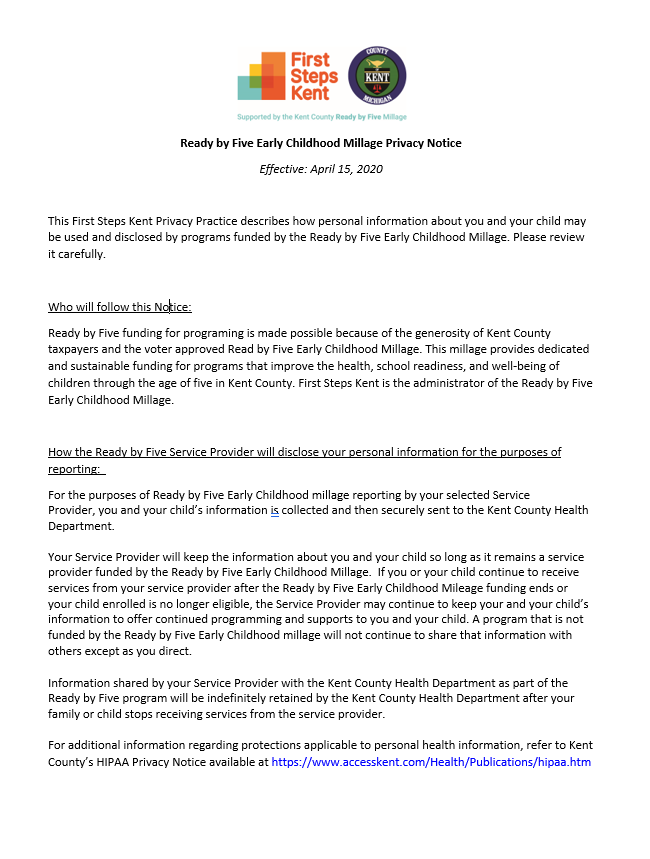 First
Steps
Kent
COUNTY
KENT
MICHIGAN
Supported by the Kent County Ready by Five Millage
Ready by Five Early Childhood Millage Privacy Notice
Effective: April 15, 2020
This First Steps Kent Privacy Practice describes how personal information about you and your child may
be used and disclosed by programs funded by the Ready by Five Early Childhood Millage. Please review
it carefully.
Who will follow this Notice:
Ready by Five funding for programing is made possible because of the generosity of Kent County
taxpayers and the voter approved Read by Five Early Childhood Millage. This millage provides dedicated
and sustainable funding for programs that improve the health, school readiness, and well-being of
children through the age of five in Kent County. First Steps Kent is the administrator of the Ready by Five
Early Childhood Millage.
How the Ready by Five Service Provider will disclose your personal information for the purposes of
reporting:
For the purposes of Ready by Five Early Childhood millage reporting by your selected Service
Provider, you and your child's information is collected and then securely sent to the Kent County Health
Department.
Your Service Provider will keep the information about you and your child so long as it remains a service
provider funded by the Ready by Five Early Childhood Millage. If you or your child continue to receive
services from your service provider after the Ready by Five Early Childhood Mileage funding ends or
your child enrolled is no longer eligible, the Service Provider may continue to keep your and your child's
information to offer continued programming and supports to you and your child. A program that is not
funded by the Ready by Five Early Childhood millage will not continue to share that information with
others except as you direct.
Information shared by your Service Provider with the Kent County Health Department as part of the
Ready by Five program will be indefinitely retained by the Kent County Health Department after your
family or child stops receiving services from the service provider.
For additional information regarding protections applicable to personal health information, refer to Kent
County's HIPAA Privacy Notice available at https://www.accesskent.com/Health/Publications/hipaa.htm